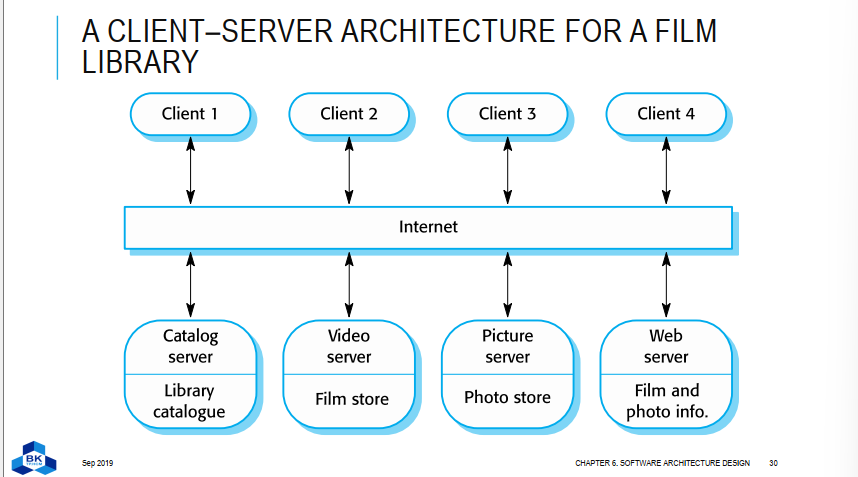 A CLIENT–SERVER ARCHITECTURE FOR A FILM
LIBRARY
Client 1
Client 2
Client 3
Client 4
Internet
Catalog
server
Library
catalogue
Video
server
Film store
Picture
server
Photo store
Web
server
Film and
photo info.
BK
TP.HCM
Sep 2019
CHAPTER 6. SOFTWARE ARCHITECTURE DESIGN
30